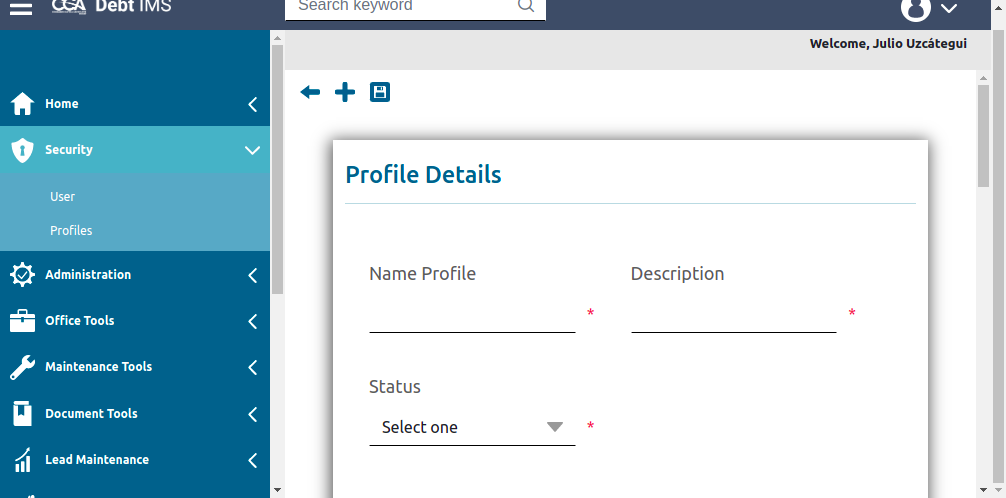 CCA Debt IMS
Search keyword
Welcome, Julio Uzcátegui
Home
Security
User
Profiles
Administration
Office Tools
Maintenance Tools
Document Tools
Lead Maintenance
Profile Details
Name Profile
Description
*
*
Status
Select one
*